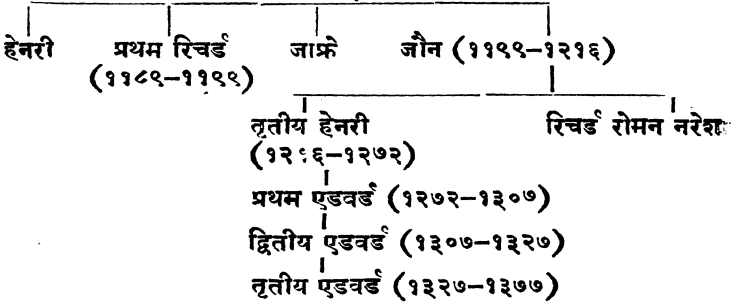 हेनरी प्रथम रिचर्ड जाफ्रे जौन (११९९–१२१६)
(११८९–११९९)
तृतीय हेनरी रिचर्ड रोमन नरेश
(१२१६–१२७२)
प्रथम एडवर्ड (१२७२–१३०७)
द्वितीय एडवर्ड (१३०७–१३२७)
तृतीय एडवर्ड (१३२७–१३७७)